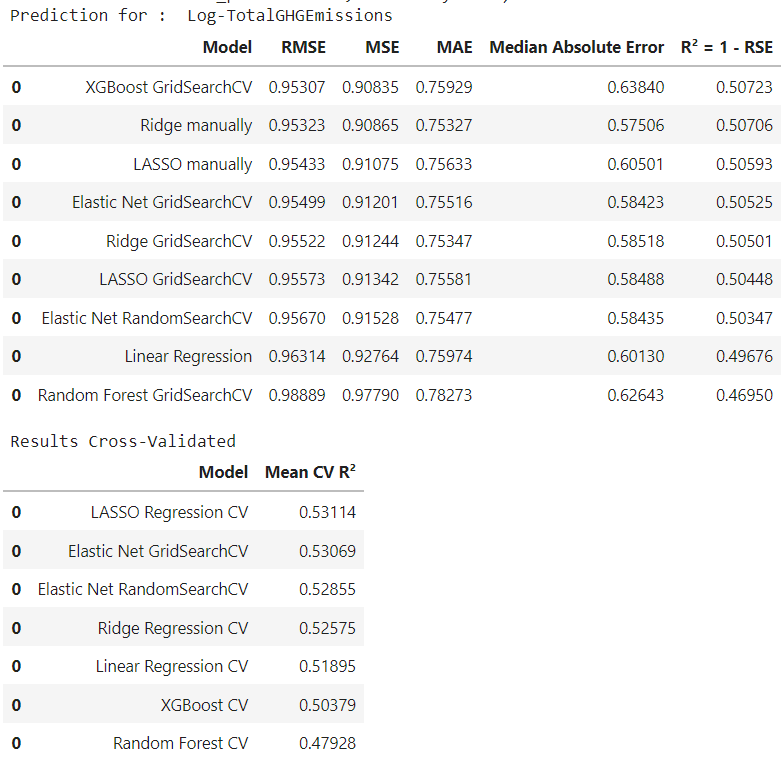 Prediction for :  Log-TotalGHGEmissions
Model RMSE MSE MAE Median Absolute Error R² = 1 - RSE
0 XGBoost GridSearchCV 0.95307 0.90835 0.75929 0.63840 0.50723
0 Ridge manually 0.95323 0.90865 0.75327 0.57506 0.50706
0 LASSO manually 0.95433 0.91075 0.75633 0.60501 0.50593
0 Elastic Net GridSearchCV 0.95499 0.91201 0.75516 0.58423 0.50525
0 Ridge GridSearchCV 0.95522 0.91244 0.75347 0.58518 0.50501
0 LASSO GridSearchCV 0.95573 0.91342 0.75581 0.58488 0.50448
0 Elastic Net RandomSearchCV 0.95670 0.91528 0.75477 0.58435 0.50347
0 Linear Regression 0.96314 0.92764 0.75974 0.60130 0.49676
0 Random Forest GridSearchCV 0.98889 0.97790 0.78273 0.62643 0.46950
Results Cross-Validated
Model Mean CV R²
0 LASSO Regression CV 0.53114
0 Elastic Net GridSearchCV 0.53069
0 Elastic Net RandomSearchCV 0.52855
0 Ridge Regression CV 0.52575
0 Linear Regression CV 0.51895
0 XGBoost CV 0.50379
0 Random Forest CV 0.47928